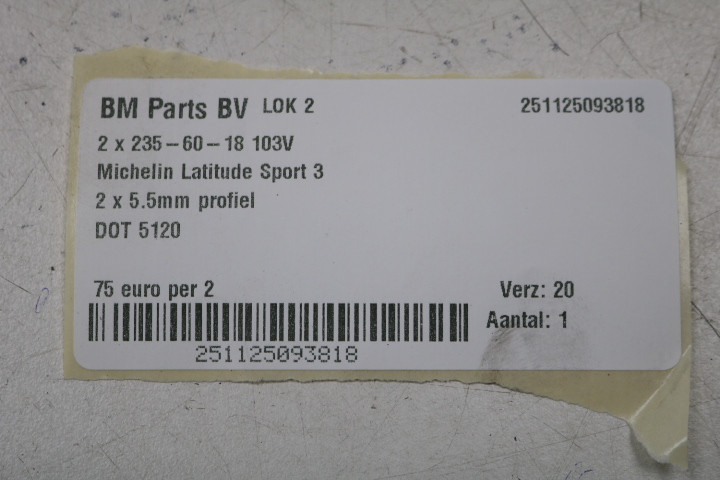 BM Parts BV LOK 2 251125093818
2 x 235-60-18 103V
Michelin Latitude Sport 3
2 x 5.5mm profiel
DOT 5120
75 euro per 2 Verz: 20
Aantal: 1
251125093818